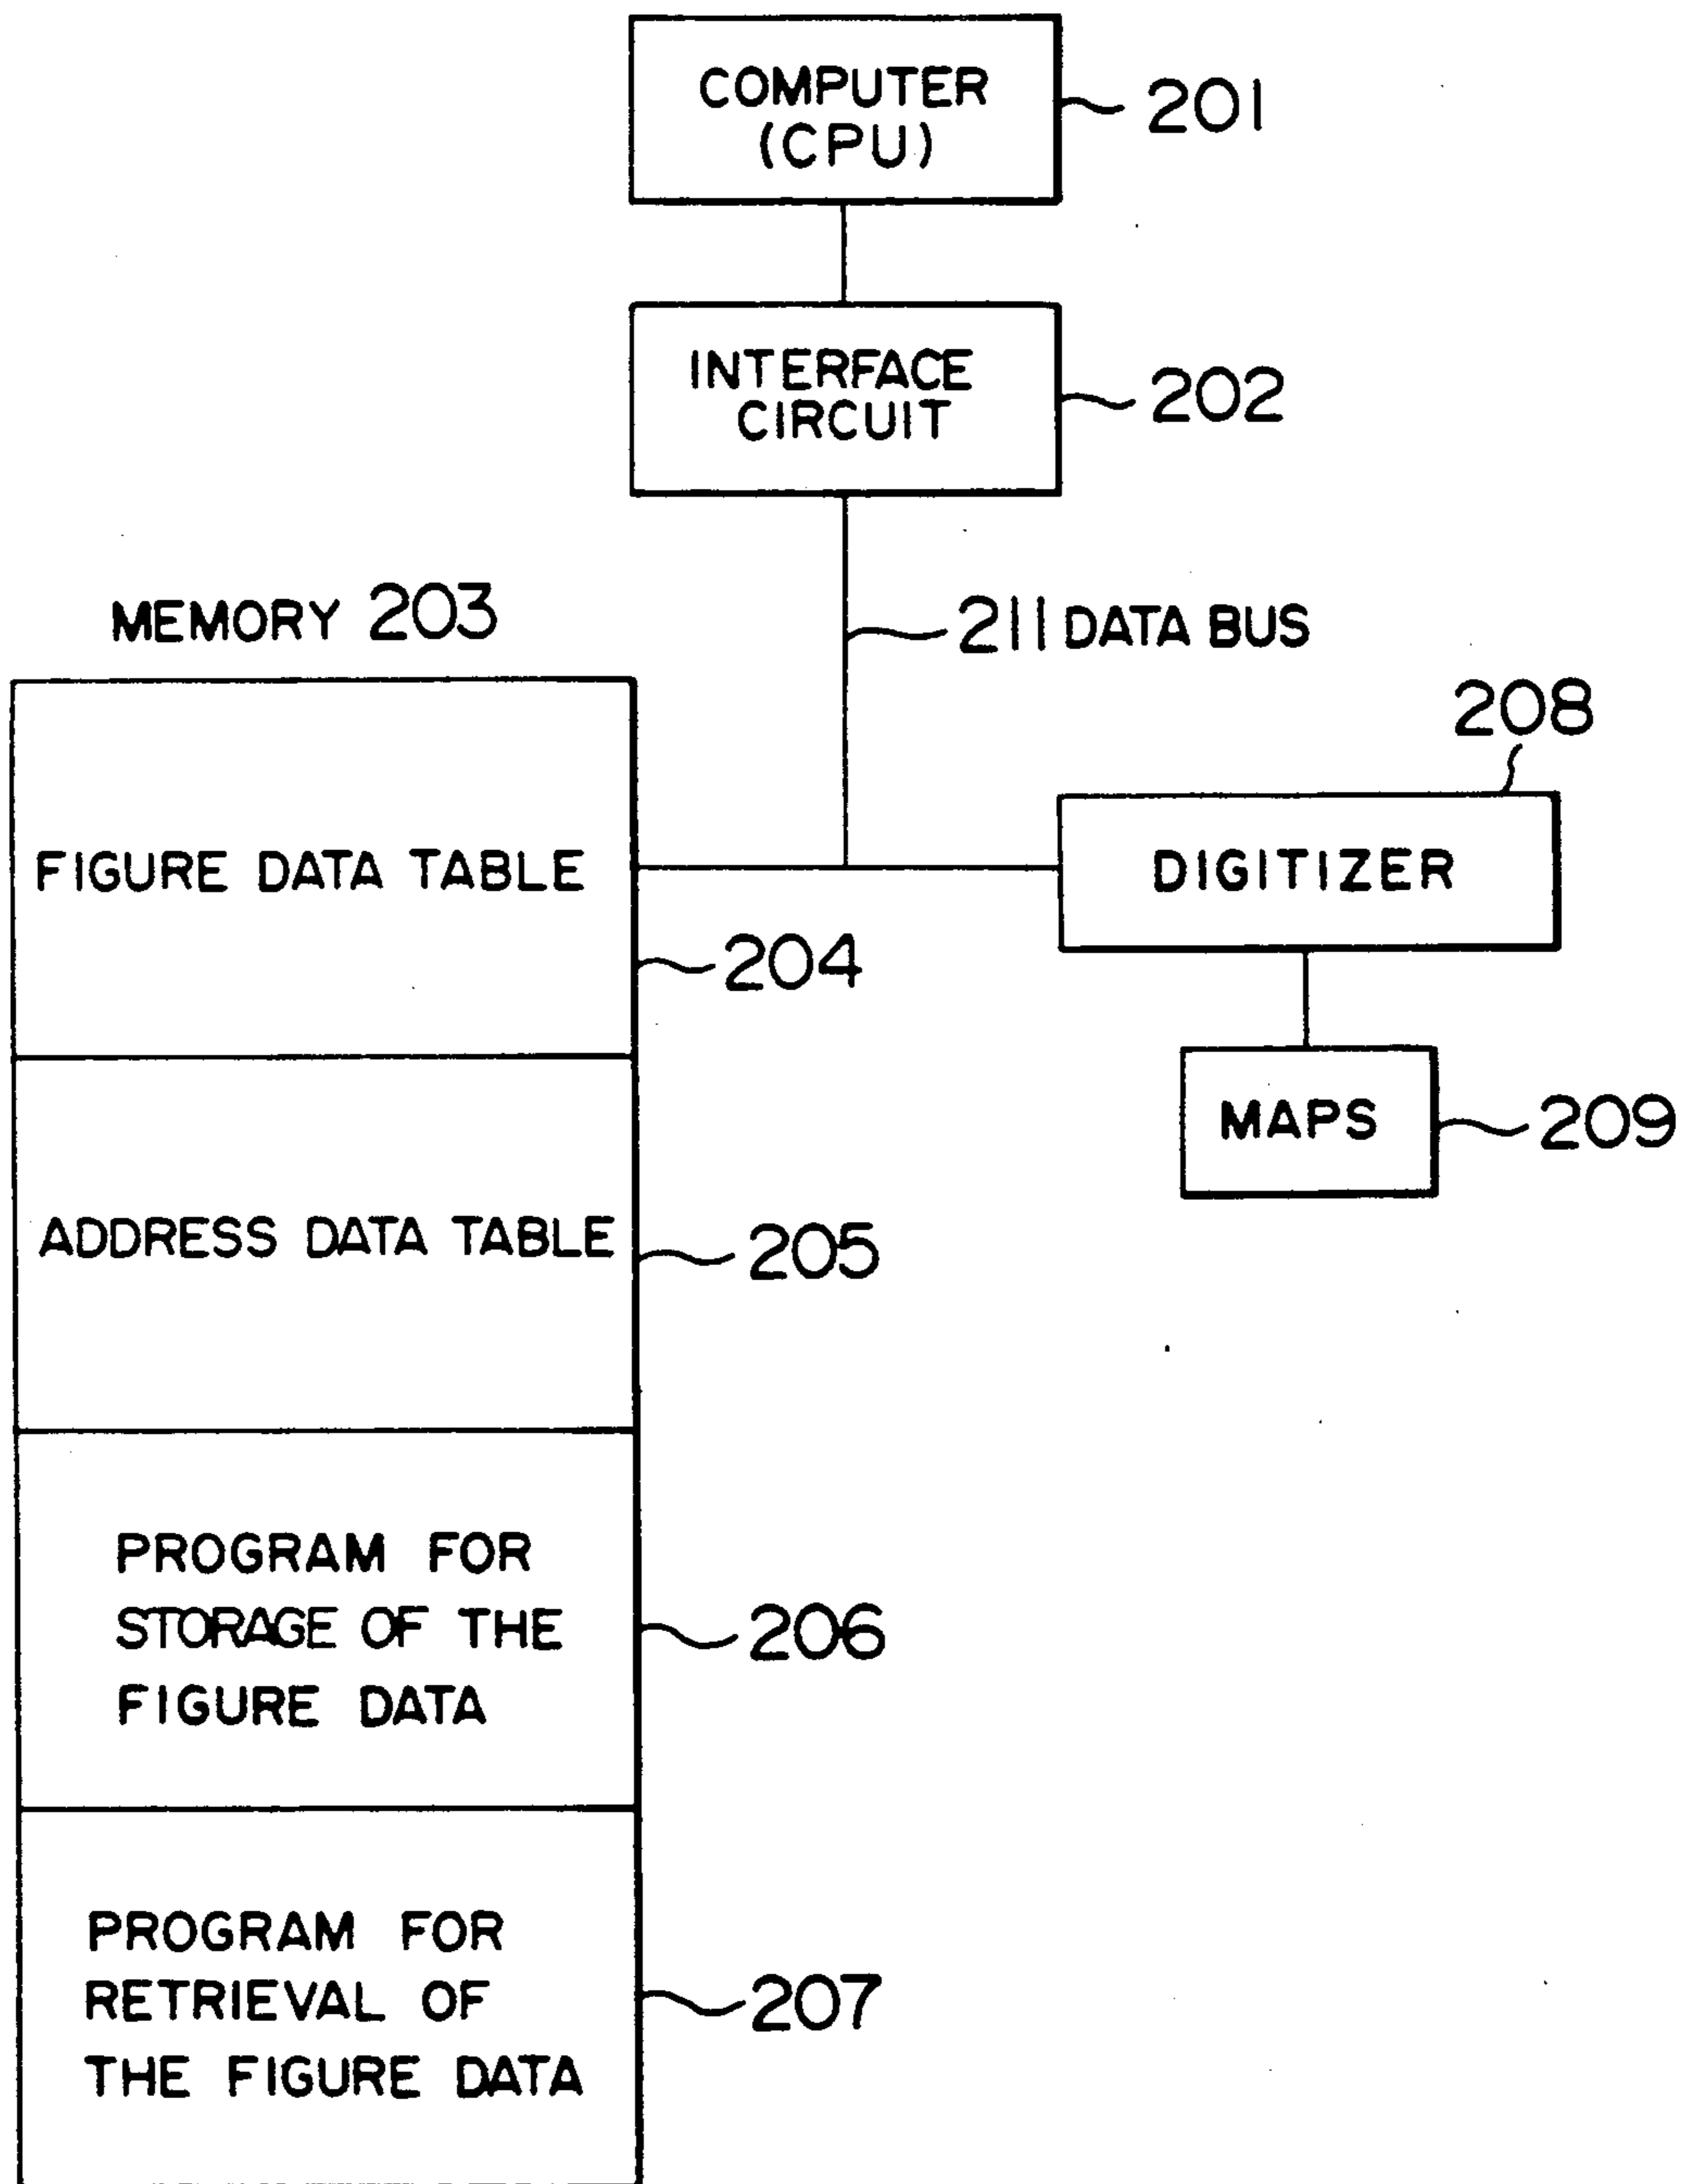 COMPUTER
(CPU)
201
INTERFACE
CIRCUIT
202
MEMORY 203
211 DATA BUS
208
FIGURE DATA TABLE
DIGITIZER
204
MAPS
209
ADDRESS DATA TABLE
205
PROGRAM FOR
STORAGE OF THE
FIGURE DATA
206
PROGRAM FOR
RETRIEVAL OF
THE FIGURE DATA
207